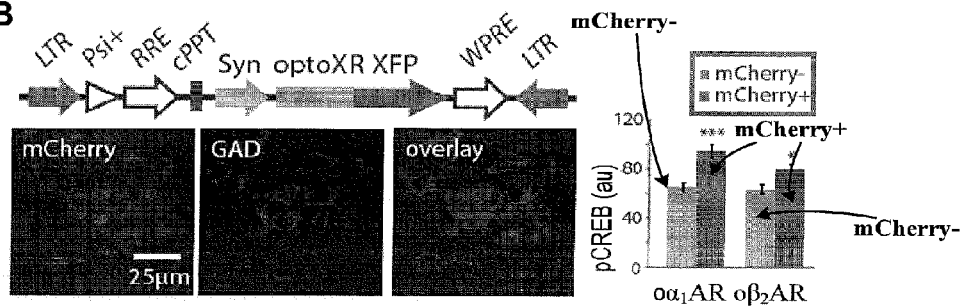 B
LTR Psi+ RRE cPPT Syn optoXR XFP WPRE LTR
mCherry
GAD
overlay
25µm
mCherry-
mCherry-
mCherry+
120
80
40
0
pCREB (au)
***
mCherry+
*
mCherry-
oα₁AR oβ₂AR